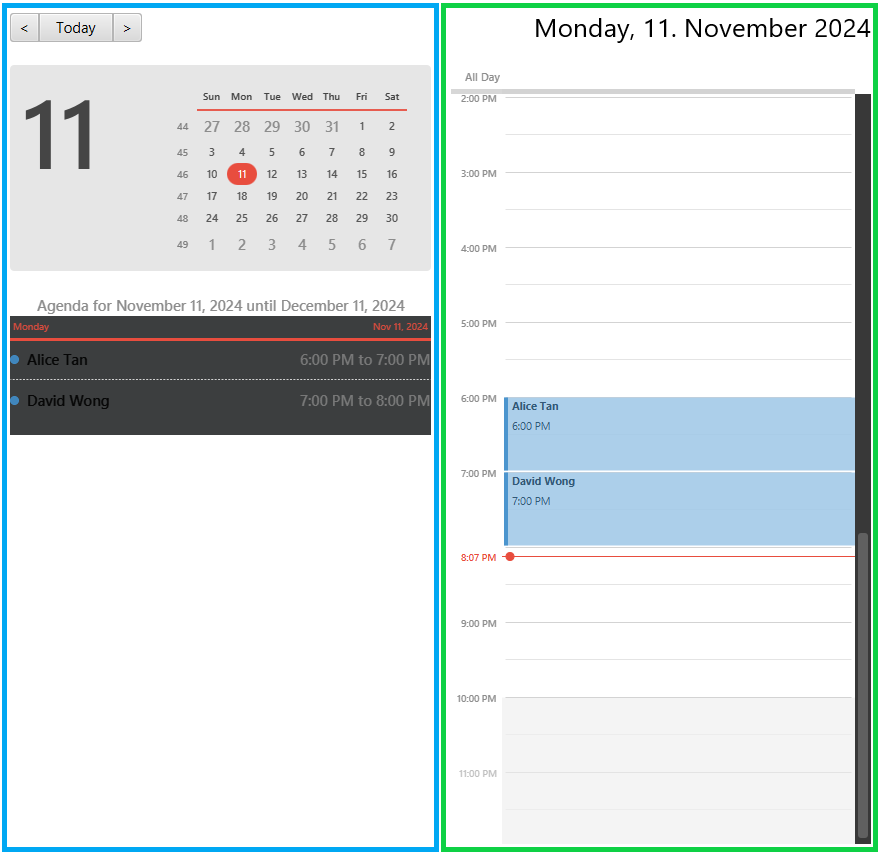 < Today >
11
Sun Mon Tue Wed Thu Fri Sat
44 27 28 29 30 31 1 2
45 3 4 5 6 7 8 9
46 10 11 12 13 14 15 16
47 17 18 19 20 21 22 23
48 24 25 26 27 28 29 30
49 1 2 3 4 5 6 7
Agenda for November 11, 2024 until December 11, 2024
Monday Nov 11, 2024
Alice Tan 6:00 PM to 7:00 PM
David Wong 7:00 PM to 8:00 PM
Monday, 11. November 2024
All Day
2:00 PM
3:00 PM
4:00 PM
5:00 PM
6:00 PM Alice Tan
6:00 PM
7:00 PM David Wong
7:00 PM
8:07 PM
9:00 PM
10:00 PM
11:00 PM